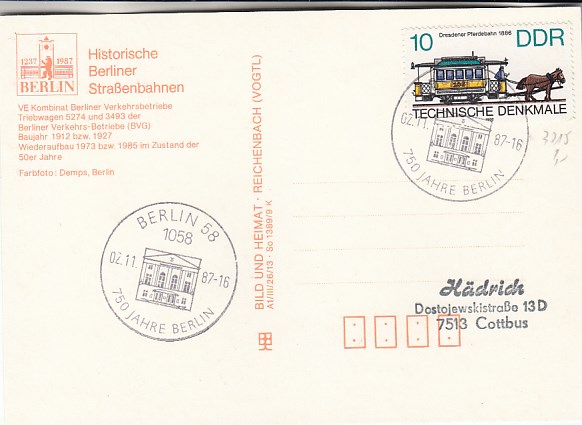 1237 1987
BERLIN
Historische
Berliner
Straßenbahnen
VE Kombinat Berliner Verkehrsbetriebe
Triebwagen 5274 und 3493 der
Berliner Verkehrs-Betriebe (BVG)
Baujahr 1912 bzw. 1927
Wiederaufbau 1973 bzw. 1985 im Zustand der
50er Jahre
Farbfoto: Demps, Berlin
BERLIN 58
1058
02.11. 87-16
750 JAHRE BERLIN
BILD UND HEIMAT · REICHENBACH (VOGTL)
A1/III/26/13 · So 1389/9 K
Dresdener Pferdebahn 1886
10 DDR
TECHNISCHE DENKMALE
02.11. 87-16
750 JAHRE BERLIN
Hädrich
Dostojewskistraße 13 D
7513 Cottbus